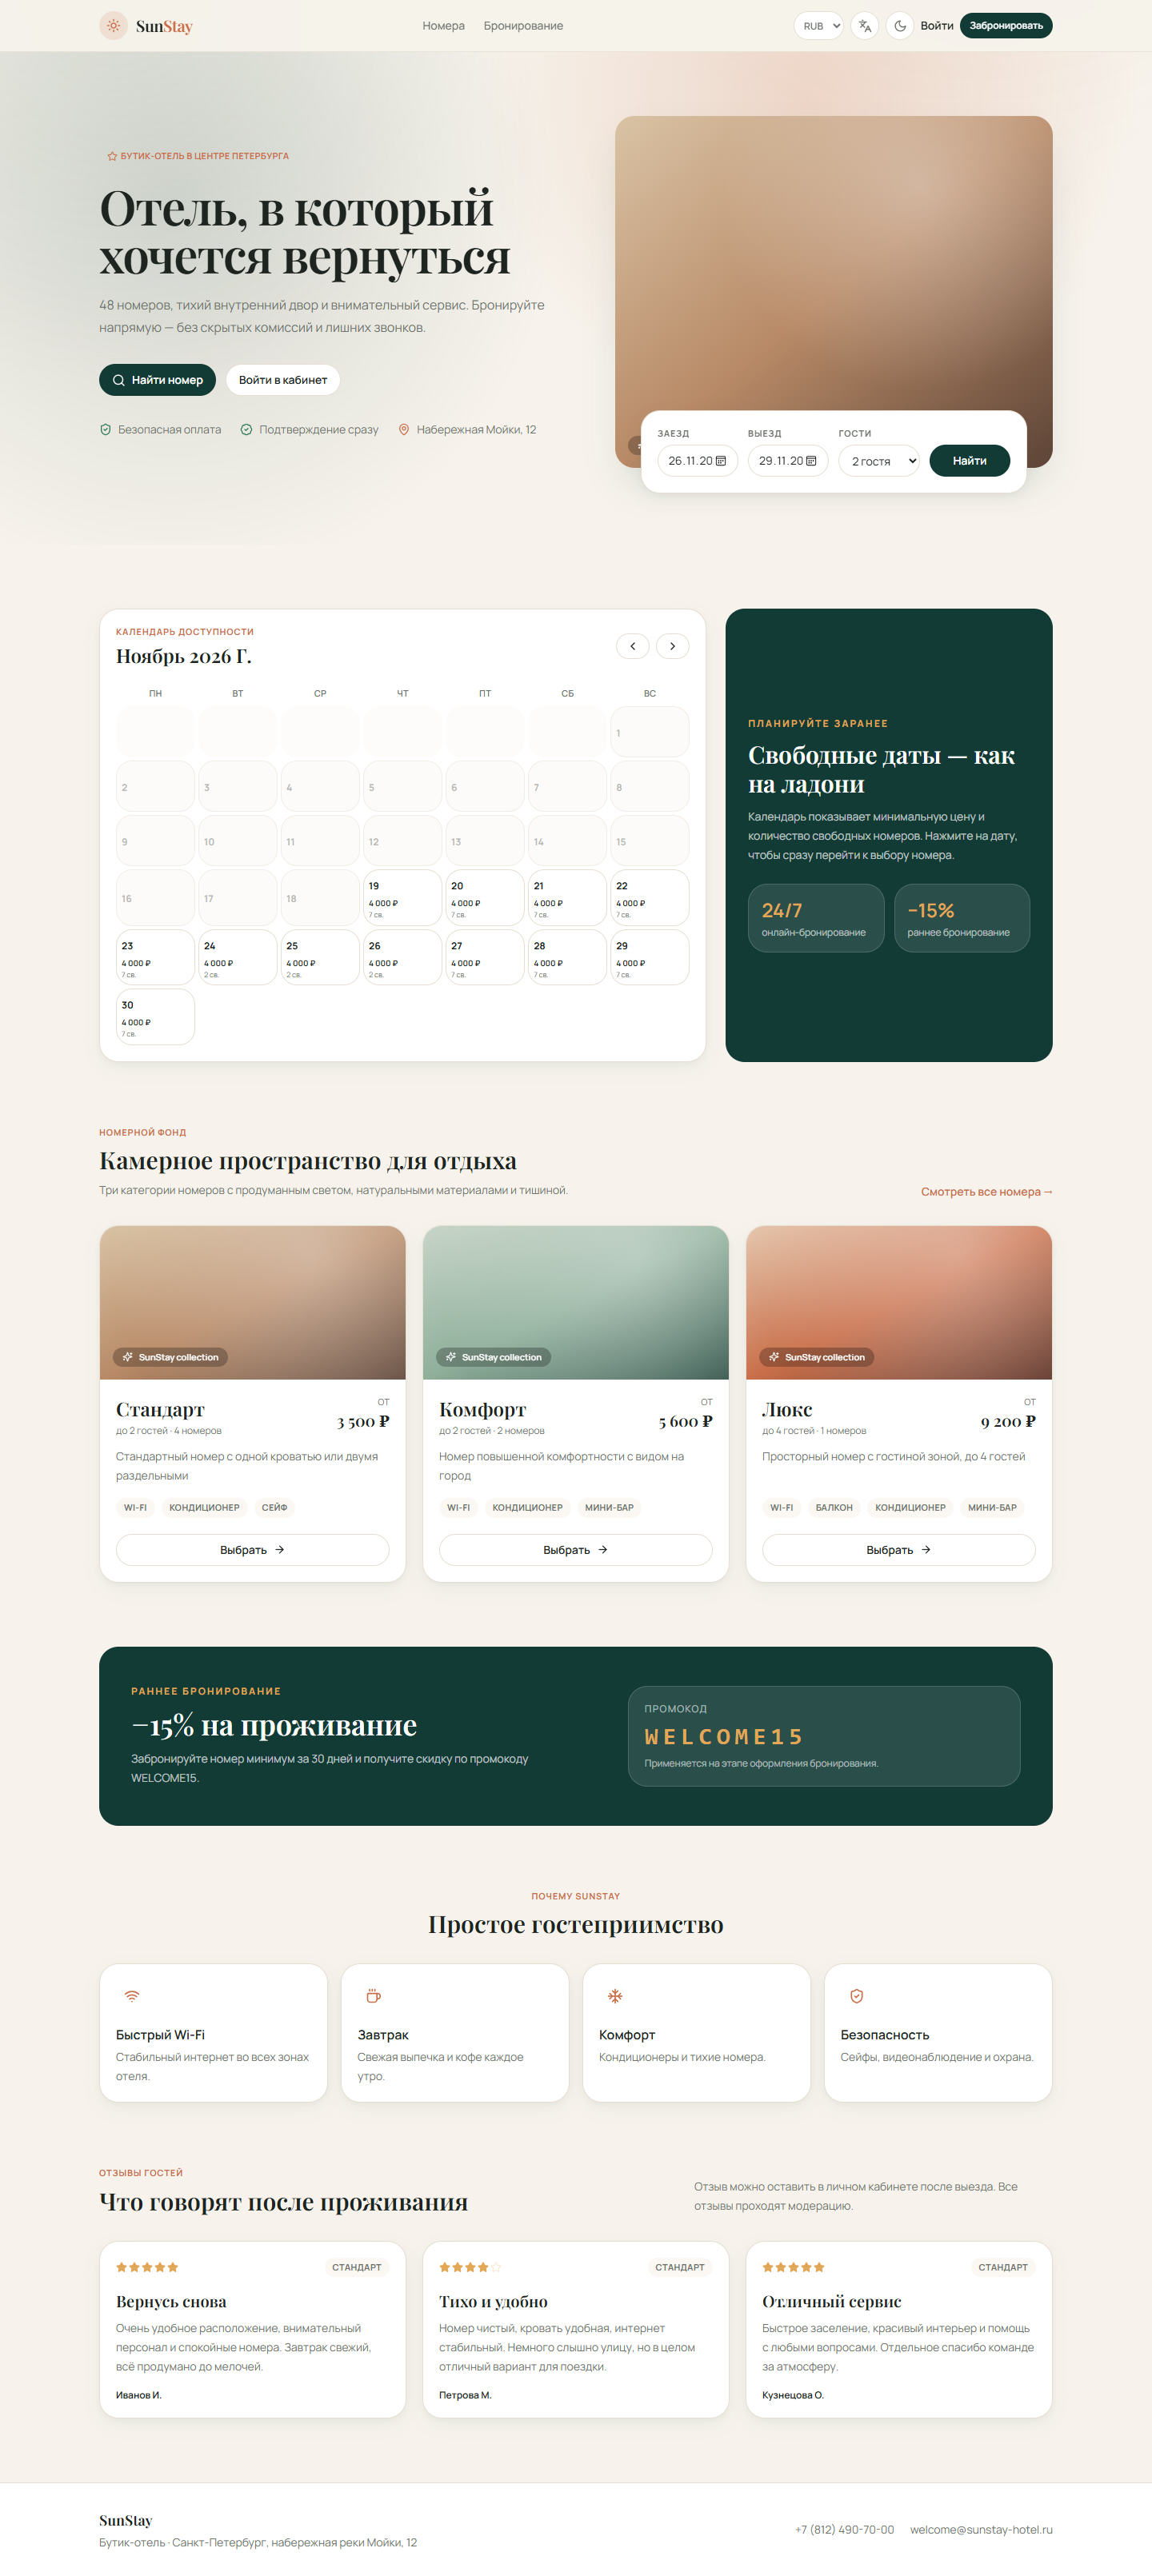 SunStay
Номера
Бронирование
RUB
Войти
Забронировать
БУТИК-ОТЕЛЬ В ЦЕНТРЕ ПЕТЕРБУРГА
Отель, в который
хочется вернуться
48 номеров, тихий внутренний двор и внимательный сервис. Бронируйте
напрямую — без скрытых комиссий и лишних звонков.
Найти номер
Войти в кабинет
Безопасная оплата
Подтверждение сразу
Набережная Мойки, 12
ЗАЕЗД
ВЫЕЗД
ГОСТИ
26.11.20
29.11.20
2 гостя
Найти
КАЛЕНДАРЬ ДОСТУПНОСТИ
Ноябрь 2026 Г.
ПН ВТ СР ЧТ ПТ СБ ВС
1
2 3 4 5 6 7 8
9 10 11 12 13 14 15
16 17 18 19 20 21 22
4 000 ₽ 4 000 ₽ 4 000 ₽ 4 000 ₽
7 св. 7 св. 7 св. 7 св.
23 24 25 26 27 28 29
4 000 ₽ 4 000 ₽ 4 000 ₽ 4 000 ₽ 4 000 ₽ 4 000 ₽ 4 000 ₽
7 св. 2 св. 2 св. 2 св. 7 св. 7 св. 7 св.
30
4 000 ₽
7 св.
ПЛАНИРУЙТЕ ЗАРАНЕЕ
Свободные даты — как
на ладони
Календарь показывает минимальную цену и
количество свободных номеров. Нажмите на дату,
чтобы сразу перейти к выбору номера.
24/7
онлайн-бронирование
−15%
раннее бронирование
НОМЕРНОЙ ФОНД
Камерное пространство для отдыха
Три категории номеров с продуманным светом, натуральными материалами и тишиной.
Смотреть все номера →
SunStay collection
Стандарт
до 2 гостей · 4 номеров
ОТ
3 500 ₽
Стандартный номер с одной кроватью или двумя
раздельными
WI-FI КОНДИЦИОНЕР СЕЙФ
Выбрать →
SunStay collection
Комфорт
до 2 гостей · 2 номеров
ОТ
5 600 ₽
Номер повышенной комфортности с видом на
город
WI-FI КОНДИЦИОНЕР МИНИ-БАР
Выбрать →
SunStay collection
Люкс
до 4 гостей · 1 номеров
ОТ
9 200 ₽
Просторный номер с гостиной зоной, до 4 гостей
WI-FI БАЛКОН КОНДИЦИОНЕР МИНИ-БАР
Выбрать →
РАННЕЕ БРОНИРОВАНИЕ
−15% на проживание
Забронируйте номер минимум за 30 дней и получите скидку по промокоду
WELCOME15.
ПРОМОКОД
WELCOME15
Применяется на этапе оформления бронирования.
ПОЧЕМУ SUNSTAY
Простое гостеприимство
Быстрый Wi-Fi
Стабильный интернет во всех зонах
отеля.
Завтрак
Свежая выпечка и кофе каждое
утро.
Комфорт
Кондиционеры и тихие номера.
Безопасность
Сейфы, видеонаблюдение и охрана.
ОТЗЫВЫ ГОСТЕЙ
Что говорят после проживания
Отзыв можно оставить в личном кабинете после выезда. Все
отзывы проходят модерацию.
СТАНДАРТ
Вернусь снова
Очень удобное расположение, внимательный
персонал и спокойные номера. Завтрак свежий,
всё продумано до мелочей.
Иванов И.
СТАНДАРТ
Тихо и удобно
Номер чистый, кровать удобная, интернет
стабильный. Немного слышно улицу, но в целом
отличный вариант для поездки.
Петрова М.
СТАНДАРТ
Отличный сервис
Быстрое заселение, красивый интерьер и помощь
с любыми вопросами. Отдельное спасибо команде
за атмосферу.
Кузнецова О.
SunStay
Бутик-отель · Санкт-Петербург, набережная реки Мойки, 12
+7 (812) 490-70-00
welcome@sunstay-hotel.ru